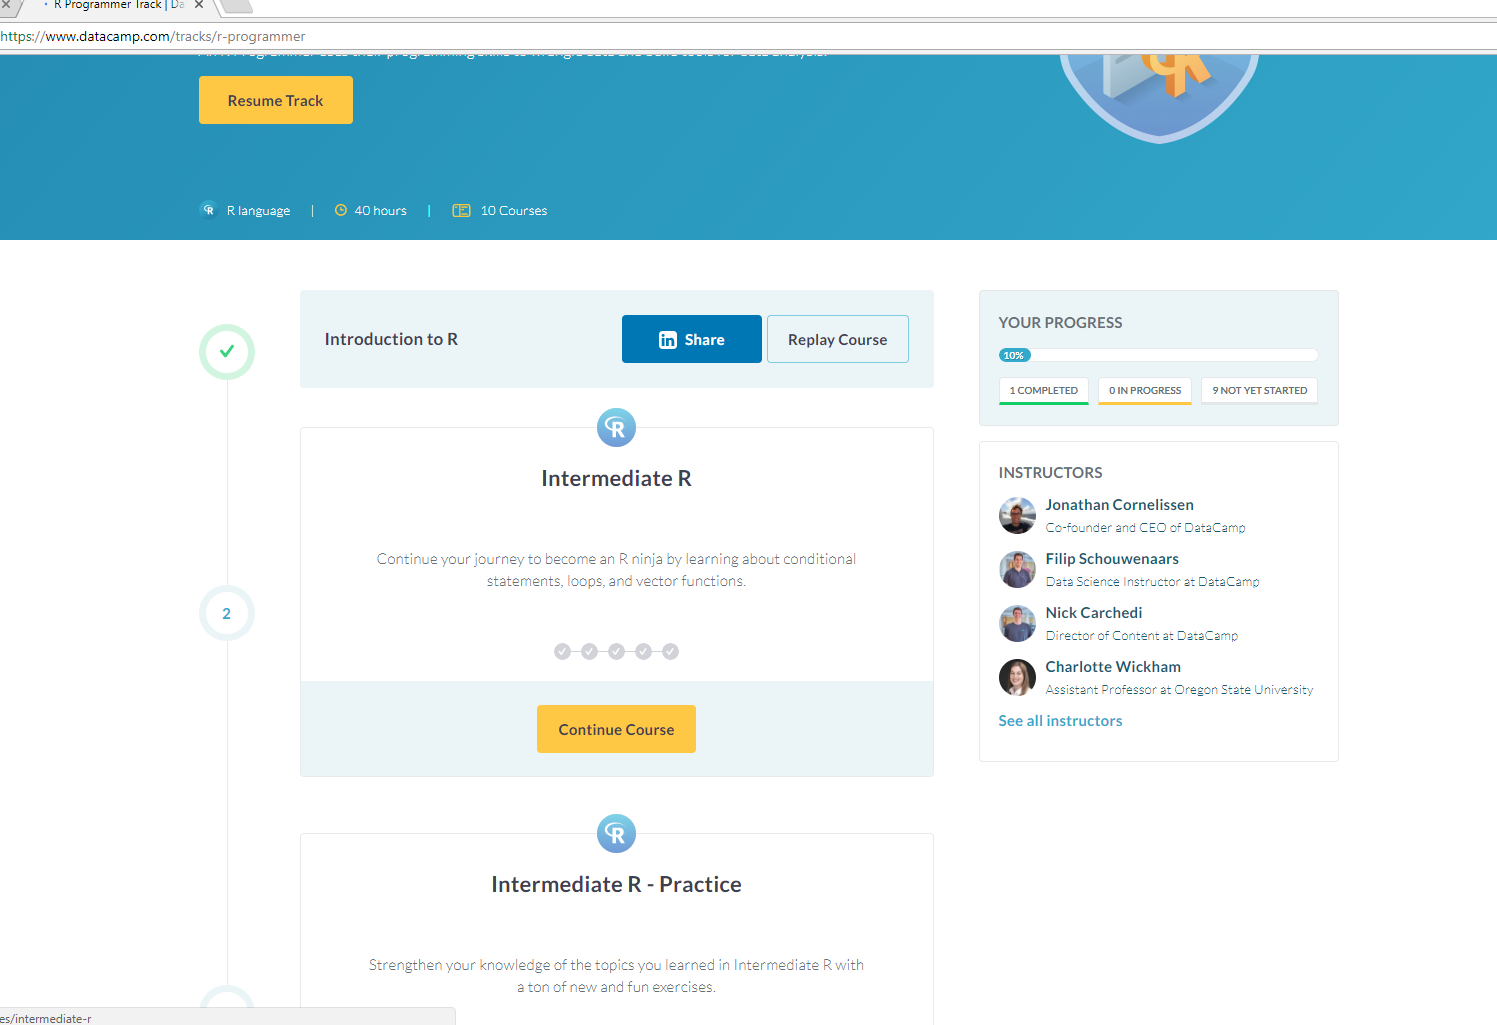 R Programmer Track | Da
https://www.datacamp.com/tracks/r-programmer
Resume Track
R language | 40 hours | 10 Courses
Introduction to R
Share
Replay Course
YOUR PROGRESS
10%
1 COMPLETED
0 IN PROGRESS
9 NOT YET STARTED
Intermediate R
Continue your journey to become an R ninja by learning about conditional
statements, loops, and vector functions.
2
Continue Course
INSTRUCTORS
Jonathan Cornelissen
Co-founder and CEO of DataCamp
Filip Schouwenaars
Data Science Instructor at DataCamp
Nick Carchedi
Director of Content at DataCamp
Charlotte Wickham
Assistant Professor at Oregon State University
See all instructors
Intermediate R - Practice
Strengthen your knowledge of the topics you learned in Intermediate R with
a ton of new and fun exercises.
es/intermediate-r